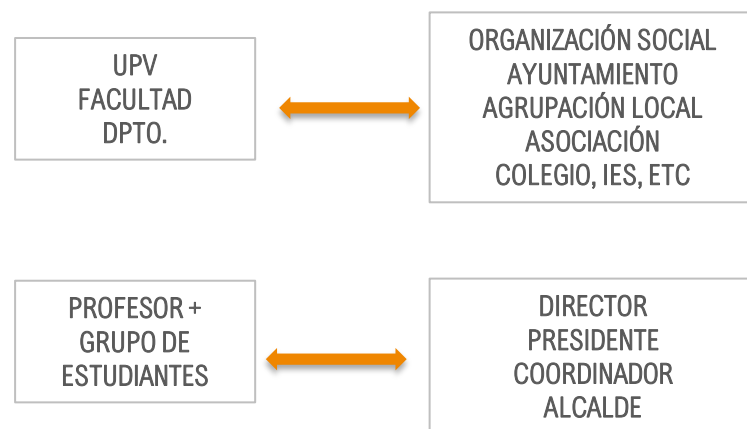 UPV
FACULTAD
DPTO.
ORGANIZACIÓN SOCIAL
AYUNTAMIENTO
AGRUPACIÓN LOCAL
ASOCIACIÓN
COLEGIO, IES, ETC
PROFESOR +
GRUPO DE
ESTUDIANTES
DIRECTOR
PRESIDENTE
COORDINADOR
ALCALDE